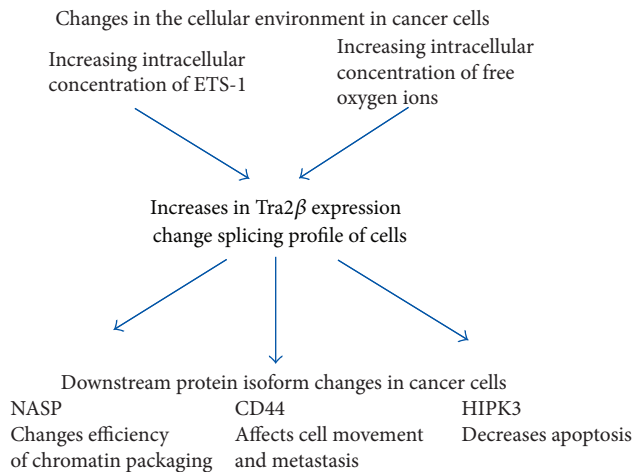 Changes in the cellular environment in cancer cells
Increasing intracellular
concentration of ETS-1
Increasing intracellular
concentration of free
oxygen ions
Increases in Tra2β expression
change splicing profile of cells
Downstream protein isoform changes in cancer cells
NASP
Changes efficiency
of chromatin packaging
CD44
Affects cell movement
and metastasis
HIPK3
Decreases apoptosis